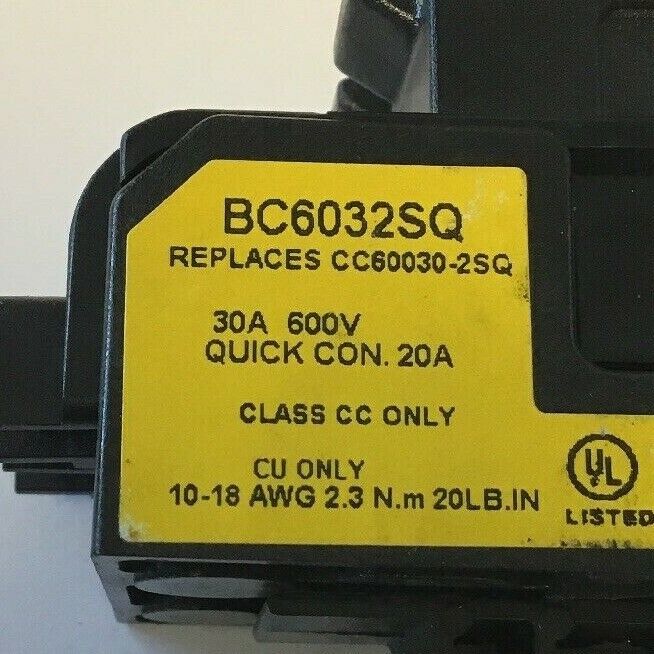 BC6032SQ
REPLACES CC60030-2SQ
30A 600V
QUICK CON. 20A
CLASS CC ONLY
CU ONLY
10-18 AWG 2.3 N.m 20LB.IN
UL
LISTED